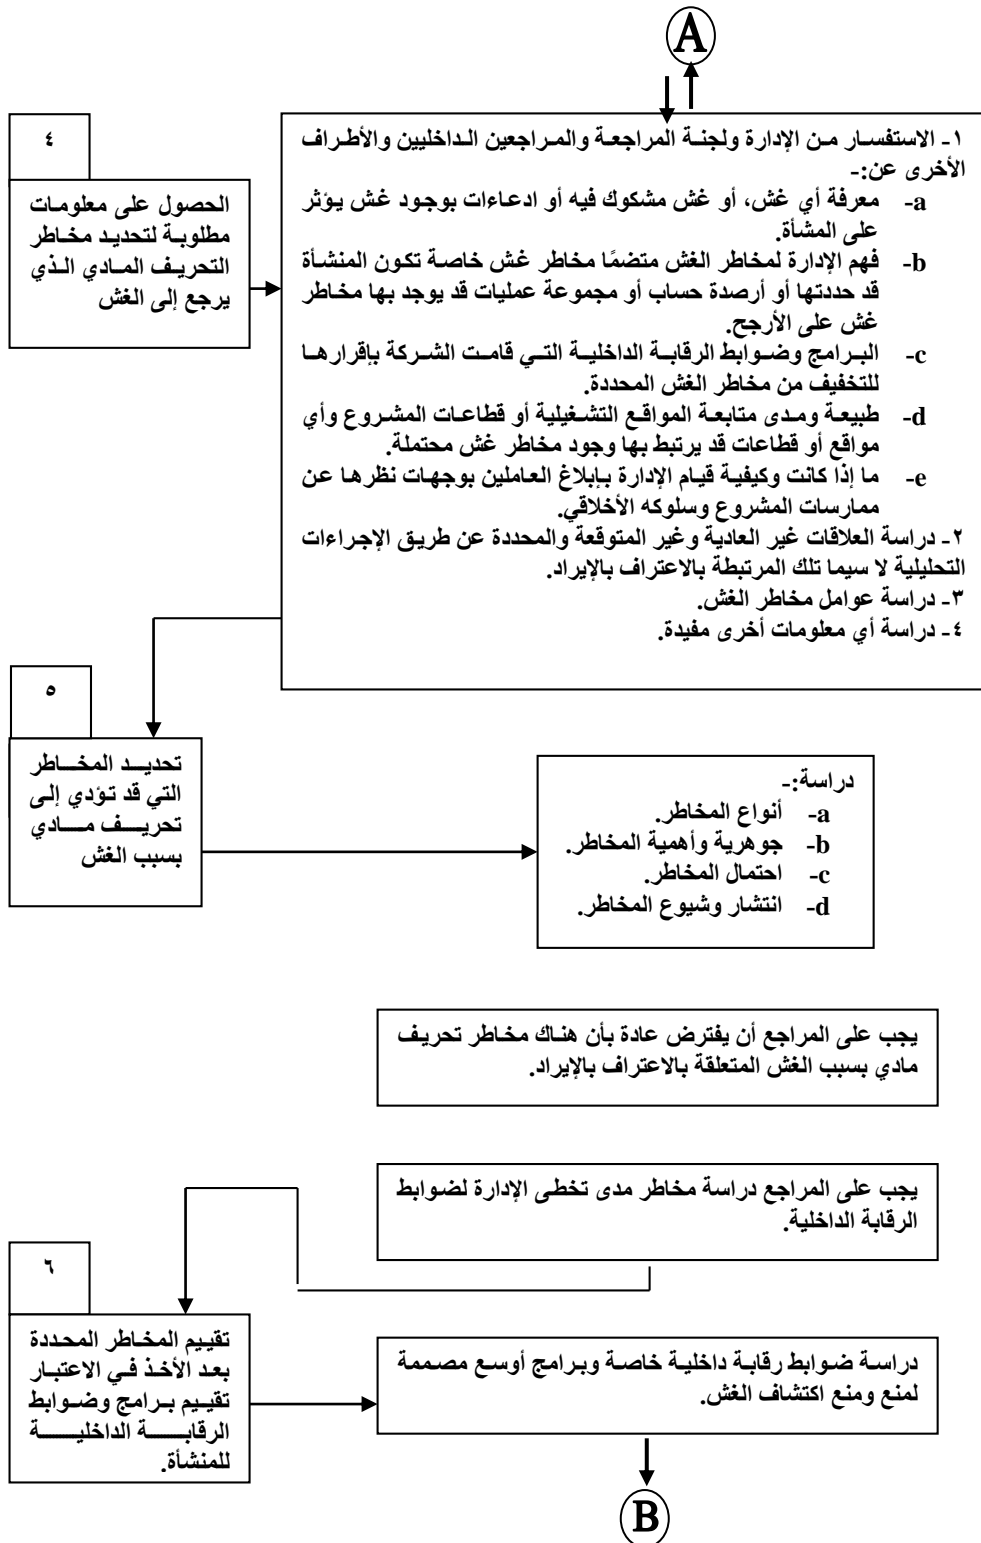 A
١- الاستفسار من الإدارة ولجنة المراجعة والمراجعين الداخليين والأطراف
الأخرى عن:-
a- معرفة أي غش، أو غش مشكوك فيه أو ادعاءات بوجود غش يؤثر
على المشأة.
b- فهم الإدارة لمخاطر الغش متضمًا مخاطر غش خاصة تكون المنشأة
قد حددتها أو أرصدة حساب أو مجموعة عمليات قد يوجد بها مخاطر
غش على الأرجح.
c- البرامج وضوابط الرقابة الداخلية التي قامت الشركة بإقرارها
للتخفيف من مخاطر الغش المحددة.
d- طبيعة ومدى متابعة المواقع التشغيلية أو قطاعات المشروع وأي
مواقع أو قطاعات قد يرتبط بها وجود مخاطر غش محتملة.
e- ما إذا كانت وكيفية قيام الإدارة بإبلاغ العاملين بوجهات نظرها عن
ممارسات المشروع وسلوكه الأخلاقي.
٢- دراسة العلاقات غير العادية وغير المتوقعة والمحددة عن طريق الإجراءات
التحليلية لا سيما تلك المرتبطة بالاعتراف بالإيراد.
٣- دراسة عوامل مخاطر الغش.
٤- دراسة أي معلومات أخرى مفيدة.
٤
الحصول على معلومات
مطلوبة لتحديد مخاطر
التحريف المادي الذي
يرجع إلى الغش
٥
تحديد المخاطر
التي قد تؤدي إلى
تحريف مادي
بسبب الغش
دراسة:-
a- أنواع المخاطر.
b- جوهرية وأهمية المخاطر.
c- احتمال المخاطر.
d- انتشار وشيوع المخاطر.
يجب على المراجع أن يفترض عادة بأن هناك مخاطر تحريف
مادي بسبب الغش المتعلقة بالاعتراف بالإيراد.
يجب على المراجع دراسة مخاطر مدى تخطى الإدارة لضوابط
الرقابة الداخلية.
٦
تقييم المخاطر المحددة
بعد الأخذ في الاعتبار
تقييم برامج وضوابط
الرقابة الداخلية
للمنشأة.
دراسة ضوابط رقابة داخلية خاصة وبرامج أوسع مصممة
لمنع ومنع اكتشاف الغش.
B